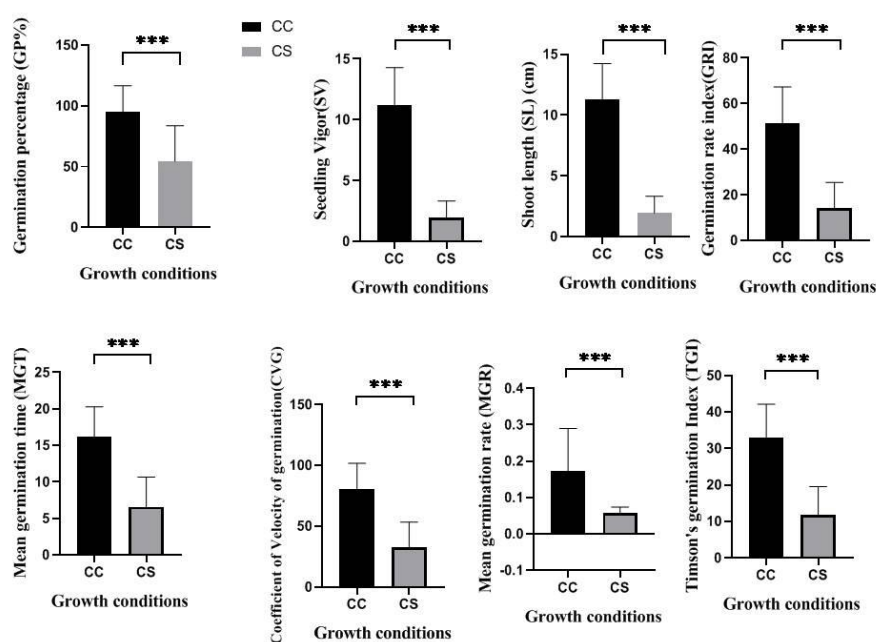 CC
CS
Germination percentage (GP%)
150
100
50
0
***
CC CS
Growth conditions
Seedling Vigor(SV)
15
10
5
0
***
CC CS
Growth conditions
Shoot length (SL) (cm)
15
10
5
0
***
CC CS
Growth conditions
Germination rate index(GRI)
80
60
40
20
0
***
CC CS
Growth conditions
Mean germination time (MGT)
25
20
15
10
5
0
***
CC CS
Growth conditions
Coefficient of Velocity of germination(CVG)
150
100
50
0
***
CC CS
Growth conditions
Mean germination rate (MGR)
0.4
0.3
0.2
0.1
0.0
-0.1
***
CC CS
Growth conditions
Timson's germination Index (TGI)
50
40
30
20
10
0
***
CC CS
Growth conditions